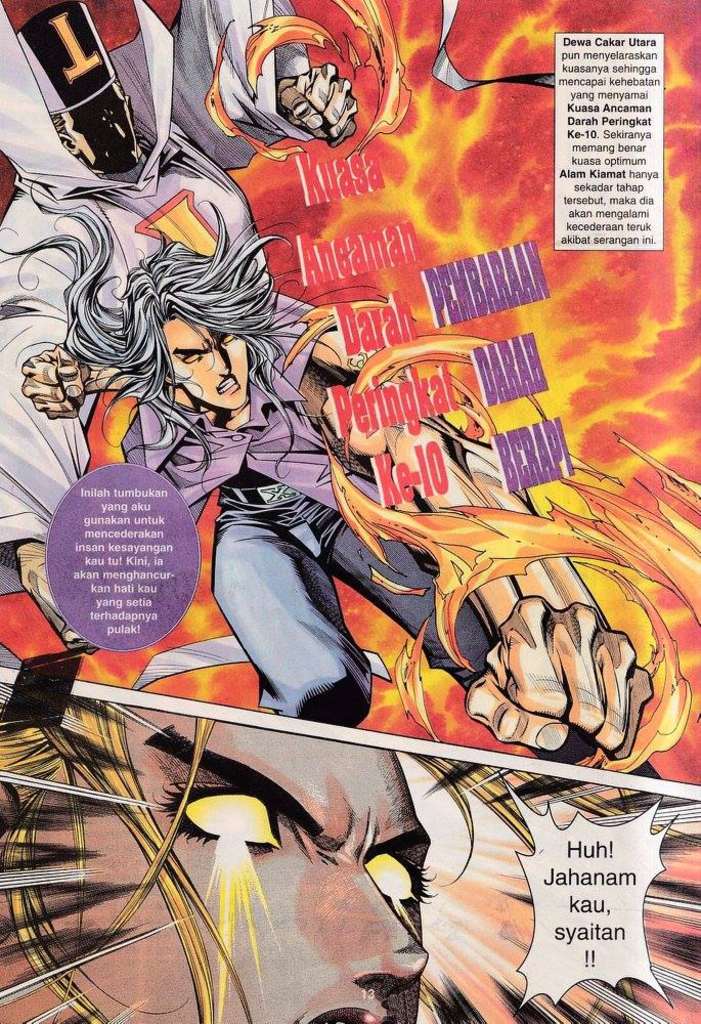 T
Dewa Cakar Utara
pun menyelaraskan
kuasanya sehingga
mencapai kehebatan
yang menyamai
Kuasa Ancaman
Darah Peringkat
Ke-10. Sekiranya
memang benar
kuasa optimum
Alam Kiamat hanya
sekadar tahap
tersebut, maka dia
akan mengalami
kecederaan teruk
akibat serangan ini.
Kuasa
Ancaman
Darah
Peringkat
Ke-10
PEMBARAAN
DARAH
BERAPI
Inilah tumbukan
yang aku
gunakan untuk
mencederakan
insan kesayangan
kau tu! Kini, ia
akan menghancur-
kan hati kau
yang setia
terhadapnya
pulak!
Huh!
Jahanam
kau,
syaitan
!!
13